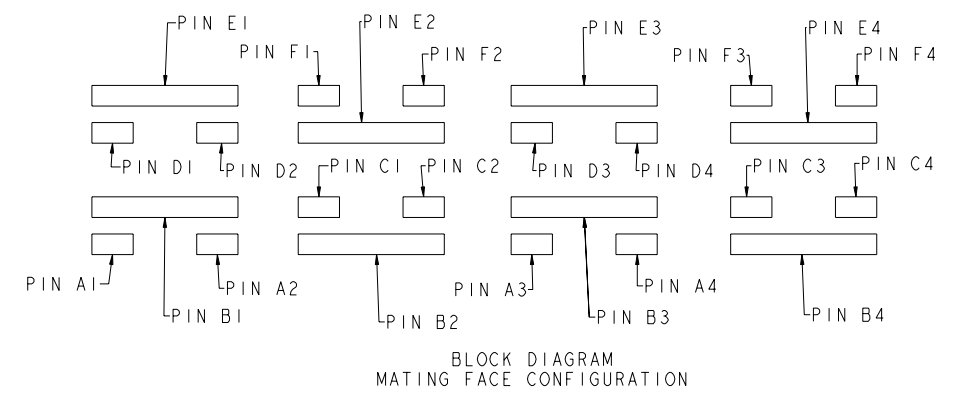 PIN E1
PIN E2
PIN E3
PIN E4
PIN F1
PIN F2
PIN F3
PIN F4
PIN D1
PIN D2
PIN C1
PIN C2
PIN D3
PIN D4
PIN C3
PIN C4
PIN A1
PIN A2
PIN A3
PIN A4
PIN B1
PIN B2
PIN B3
PIN B4
BLOCK DIAGRAM
MATING FACE CONFIGURATION